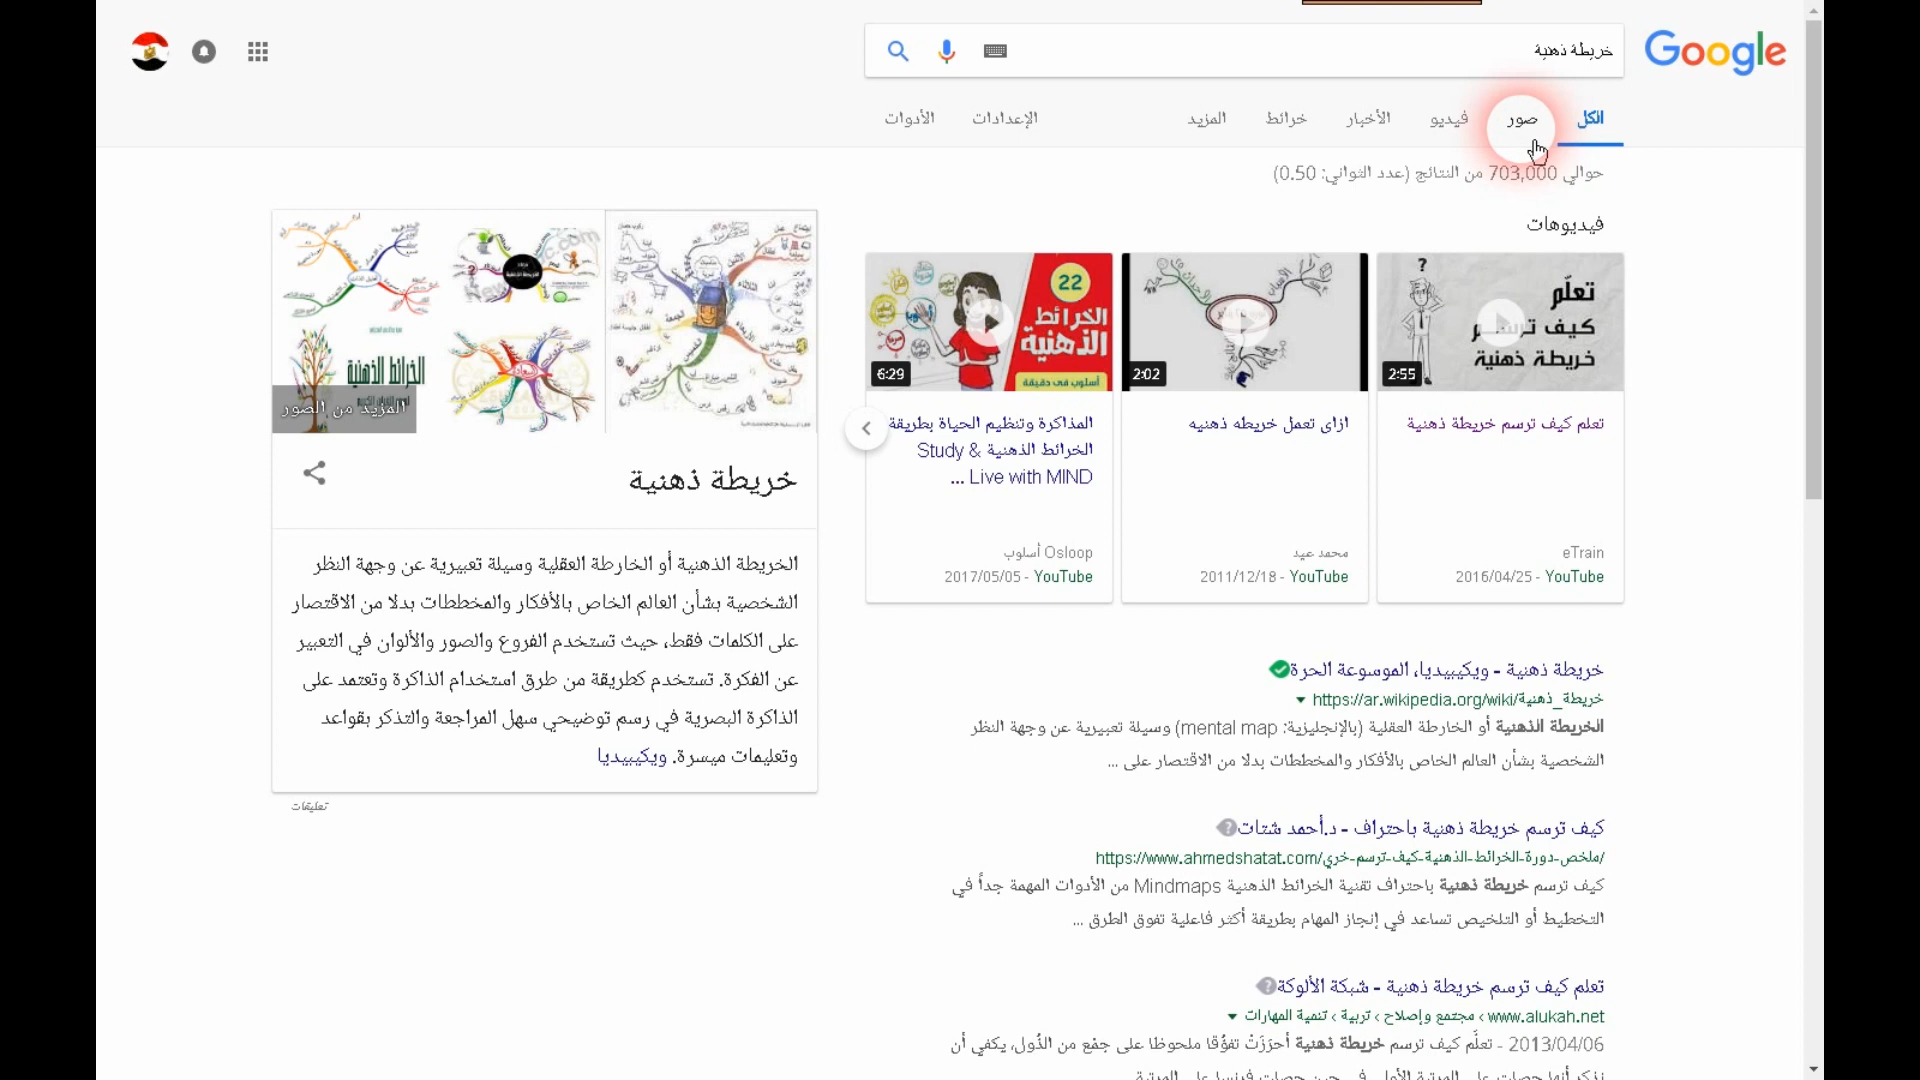 Google
خريطة ذهنية
الكل
صور
فيديو
الأخبار
خرائط
المزيد
الإعدادات
الأدوات
حوالي 703,000 من النتائج (عدد الثواني: 0.50)
فيديوهات
تعلّم
كيف ترسم
خريطة ذهنية
2:55
تعلم كيف ترسم خريطة ذهنية
eTrain
2016/04/25 - YouTube
2:02
ازاى تعمل خريطه ذهنيه
محمد عيد
2011/12/18 - YouTube
22
الخرائط
الذهنية
أسلوب في دقيقة
6:29
المذاكرة وتنظيم الحياة بطريقة
الخرائط الذهنية Study &
Live with MIND ...
Osloop أسلوب
2017/05/05 - YouTube
خريطة ذهنية - ويكيبيديا، الموسوعة الحرة
https://ar.wikipedia.org/wiki/خريطة_ذهنية
الخريطة الذهنية أو الخارطة العقلية (بالإنجليزية: mental map) وسيلة تعبيرية عن وجهة النظر
الشخصية بشأن العالم الخاص بالأفكار والمخططات بدلا من الاقتصار على ...
كيف ترسم خريطة ذهنية باحتراف - د.أحمد شتات
https://www.ahmedshatat.com/ملخص-دورة-الخرائط-الذهنية-كيف-ترسم-خري/
كيف ترسم خريطة ذهنية باحتراف تقنية الخرائط الذهنية Mindmaps من الأدوات المهمة جداً في
التخطيط أو التلخيص تساعد في إنجاز المهام بطريقة أكثر فاعلية تفوق الطرق ...
تعلم كيف ترسم خريطة ذهنية - شبكة الألوكة
www.alukah.net › مجتمع وإصلاح › تربية › تنمية المهارات
2013/04/06 - تعلَّم كيف ترسم خريطة ذهنية أحرَزَتْ تفوُّقا ملحوظا على جمْع من الدُّول، يكفي أن
الخرائط الذهنية
المزيد من الصور
خريطة ذهنية
الخريطة الذهنية أو الخارطة العقلية وسيلة تعبيرية عن وجهة النظر
الشخصية بشأن العالم الخاص بالأفكار والمخططات بدلا من الاقتصار
على الكلمات فقط، حيث تستخدم الفروع والصور والألوان في التعبير
عن الفكرة. تستخدم كطريقة من طرق استخدام الذاكرة وتعتمد على
الذاكرة البصرية في رسم توضيحي سهل المراجعة والتذكر بقواعد
وتعليمات ميسرة. ويكيبيديا
تعليقات